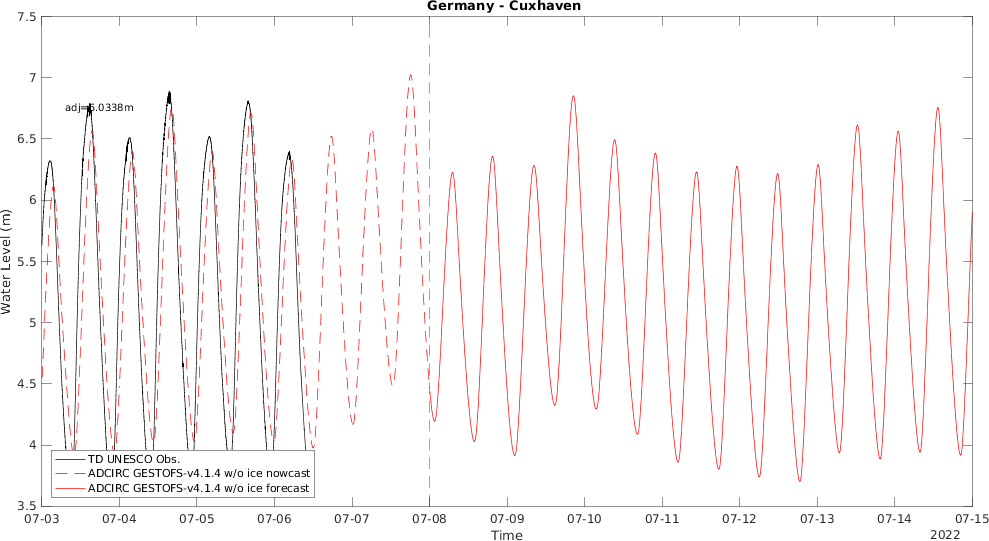 Germany - Cuxhaven
7.5
7
6.5
6
5.5
5
4.5
4
3.5
Water Level (m)
adj=5.0338m
TD UNESCO Obs.
ADCIRC GESTOFS-v4.1.4 w/o ice nowcast
ADCIRC GESTOFS-v4.1.4 w/o ice forecast
07-03 07-04 07-05 07-06 07-07 07-08 07-09 07-10 07-11 07-12 07-13 07-14 07-15
Time
2022